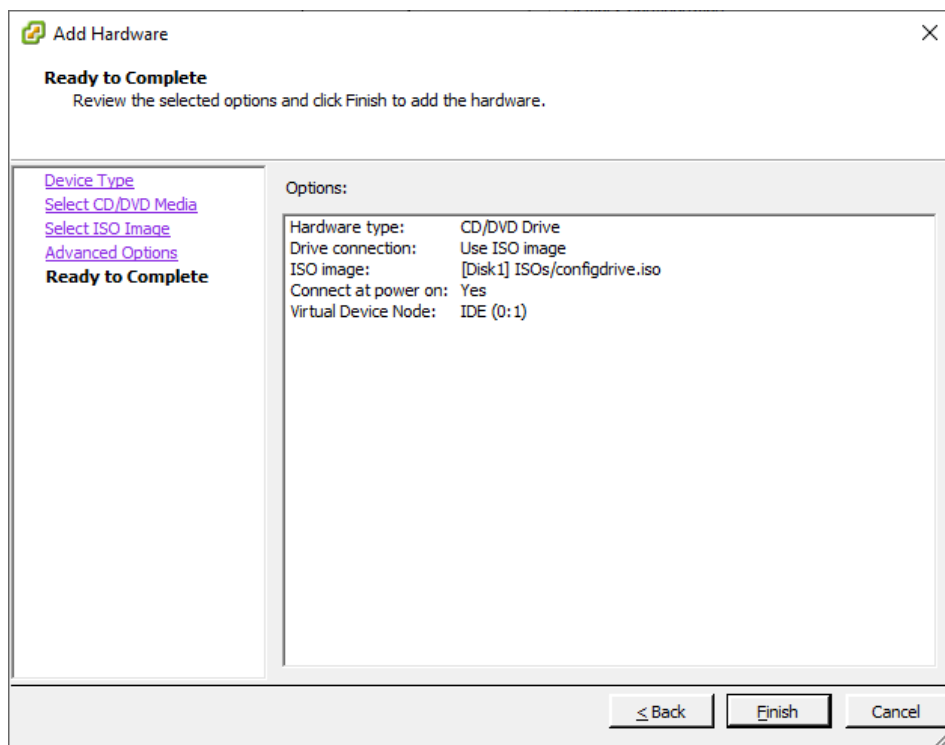 Add Hardware
Ready to Complete
Review the selected options and click Finish to add the hardware.
Device Type
Select CD/DVD Media
Select ISO Image
Advanced Options
Ready to Complete
Options:
Hardware type: CD/DVD Drive
Drive connection: Use ISO image
ISO image: [Disk1] ISOs/configdrive.iso
Connect at power on: Yes
Virtual Device Node: IDE (0:1)
< Back Finish Cancel